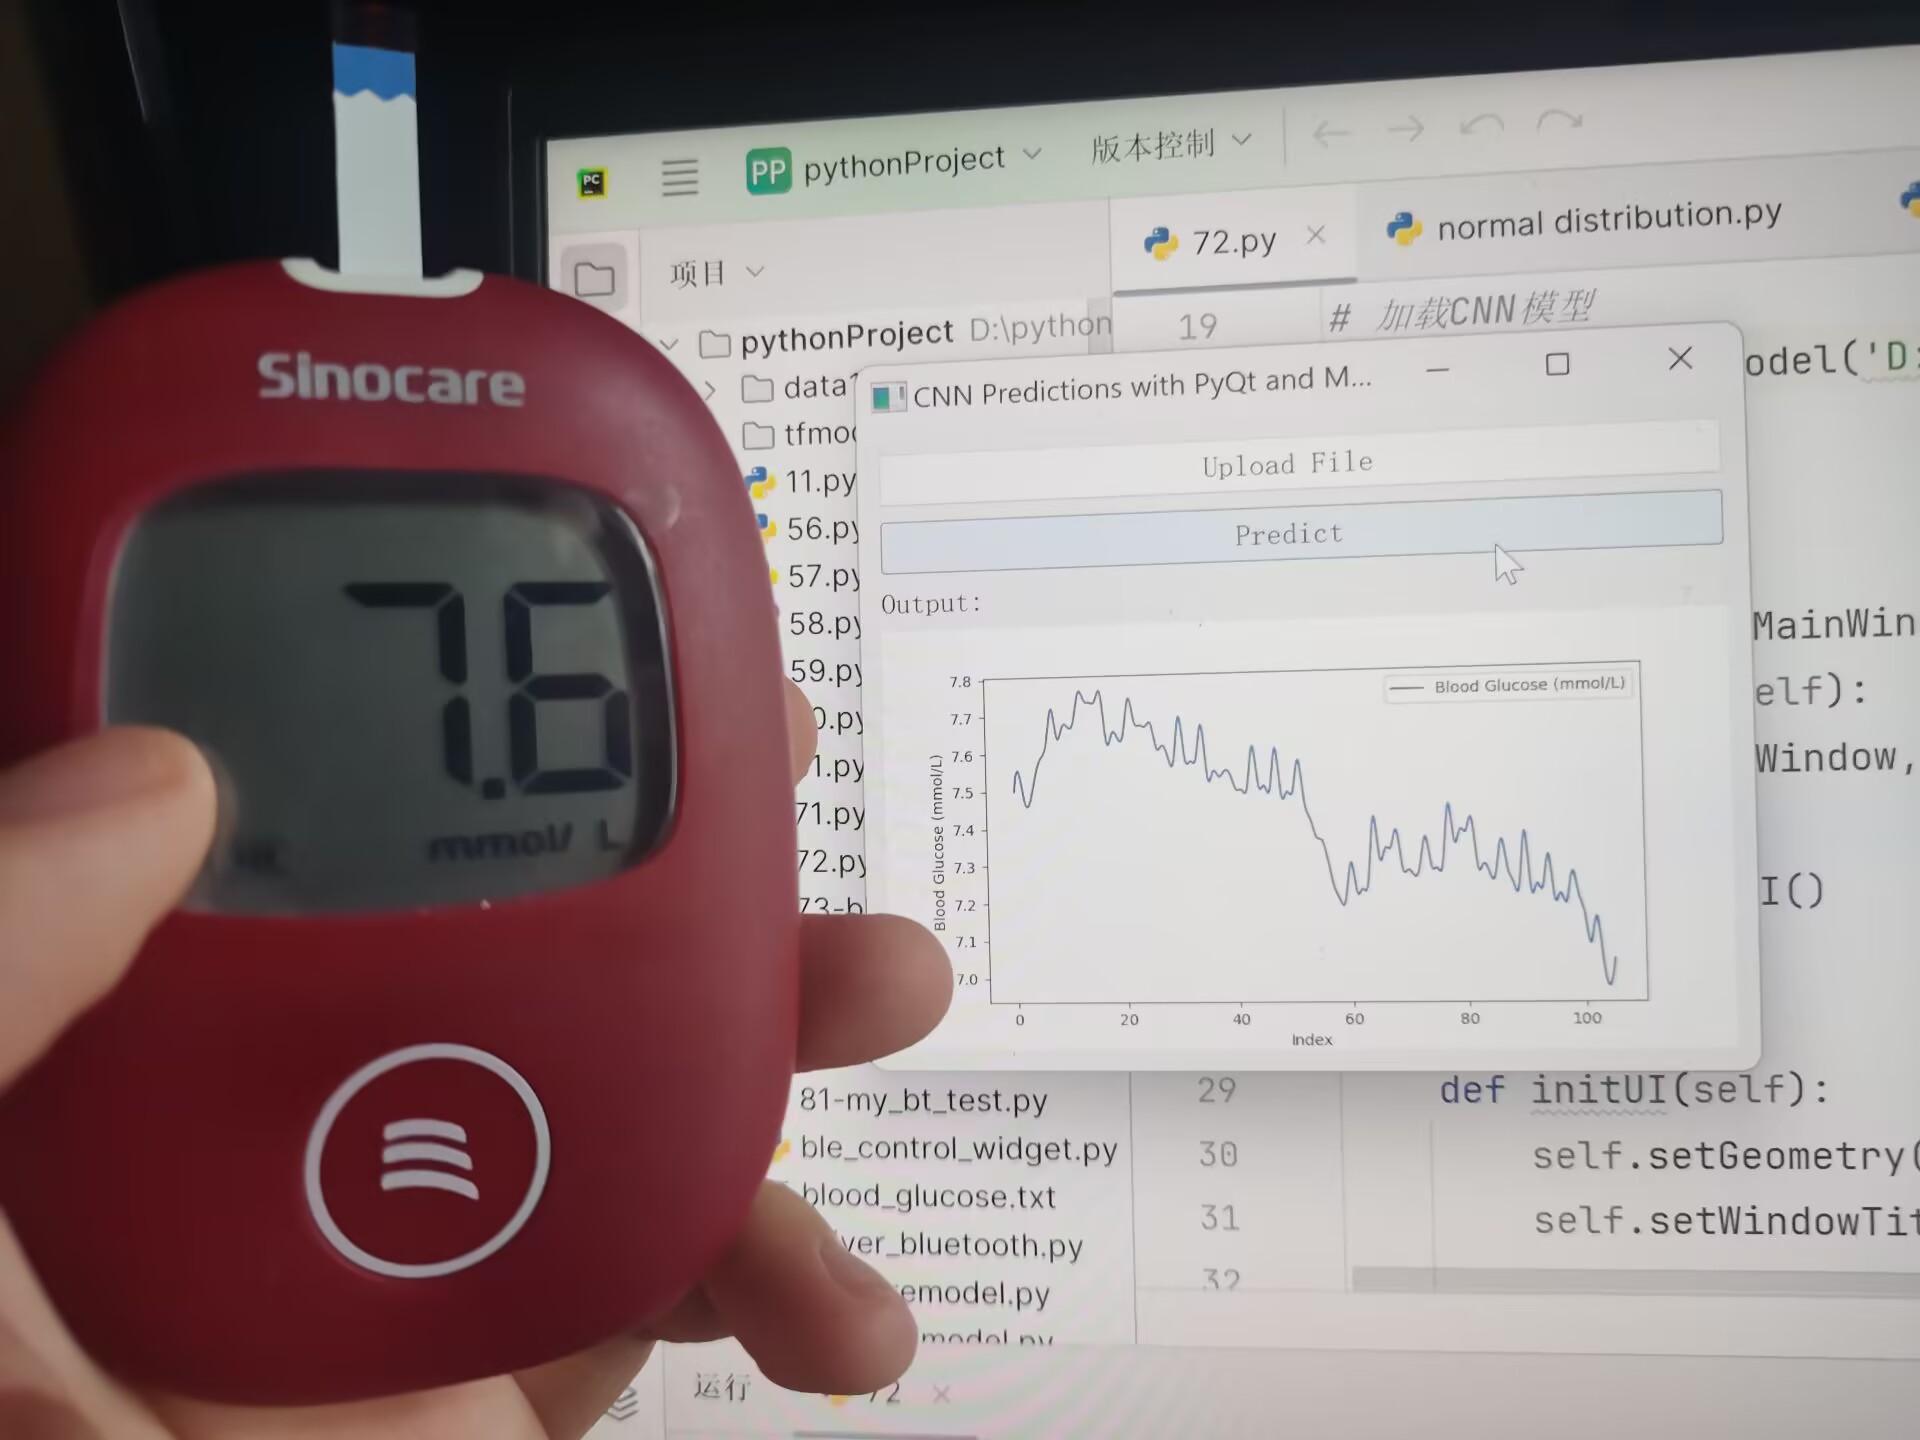 Sinocare
7.6
mmol/ L
PC
PP pythonProject
版本控制
项目
72.py
normal distribution.py
pythonProject D:\python
tfmo
11.py
56.py
57.py
58.py
59.py
1.py
71.py
72.py
81-my_bt_test.py
ble_control_widget.py
blood_glucose.txt
ver_bluetooth.py
emodel.py
model.py
19 # 加载CNN模型
odel('D:
MainWin
elf):
Window,
I()
29 def initUI(self):
30 self.setGeometry(
31 self.setWindowTit
32
CNN Predictions with PyQt and M...
Upload File
Predict
Output:
Blood Glucose (mmol/L)
Blood Glucose (mmol/L)
7.8
7.7
7.6
7.5
7.4
7.3
7.2
7.1
7.0
0 20 40 60 80 100
Index
运行
72